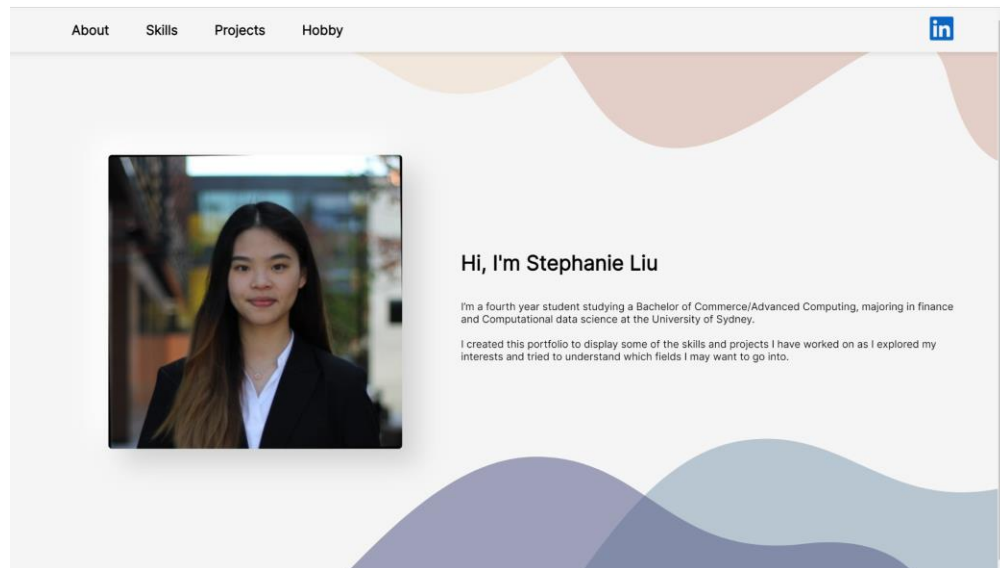 About Skills Projects Hobby
in
Hi, I'm Stephanie Liu
I'm a fourth year student studying a Bachelor of Commerce/Advanced Computing, majoring in finance
and Computational data science at the University of Sydney.
I created this portfolio to display some of the skills and projects I have worked on as I explored my
interests and tried to understand which fields I may want to go into.